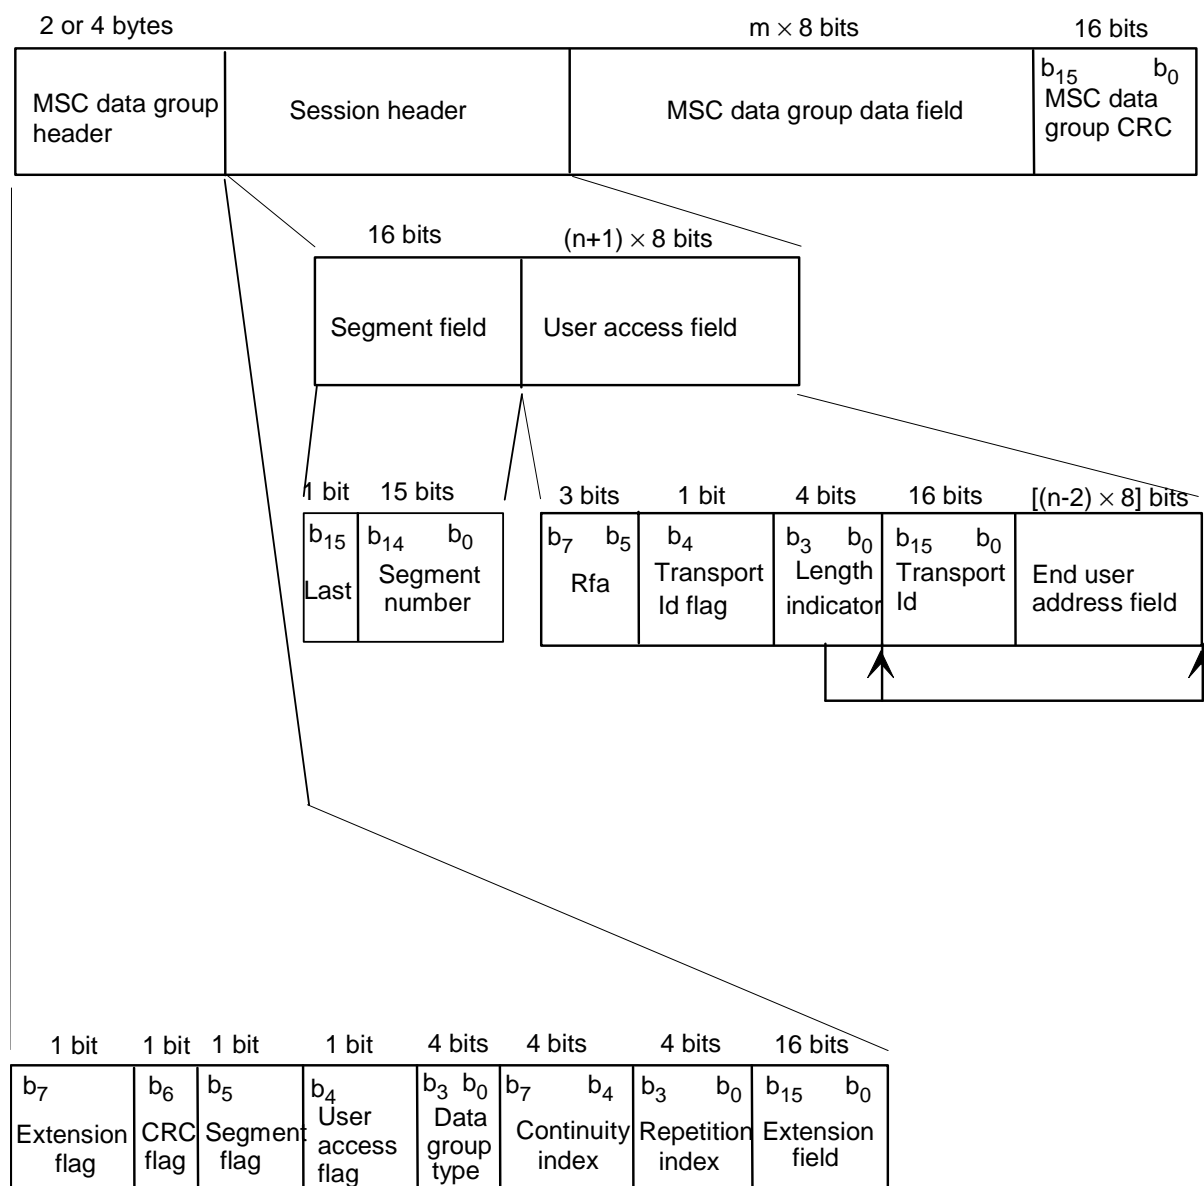 2 or 4 bytes m × 8 bits 16 bits
MSC data group header
Session header
MSC data group data field
b15 b0
MSC data group CRC
16 bits (n+1) × 8 bits
Segment field
User access field
1 bit 15 bits
b15
Last
b14 b0
Segment number
3 bits 1 bit 4 bits 16 bits [(n-2) × 8] bits
b7 b5
Rfa
b4
Transport Id flag
b3 b0
Length indicator
b15 b0
Transport Id
End user address field
1 bit 1 bit 1 bit 1 bit 4 bits 4 bits 4 bits 16 bits
b7
Extension flag
b6
CRC flag
b5
Segment flag
b4
User access flag
b3 b0
Data group type
b7 b4
Continuity index
b3 b0
Repetition index
b15 b0
Extension field